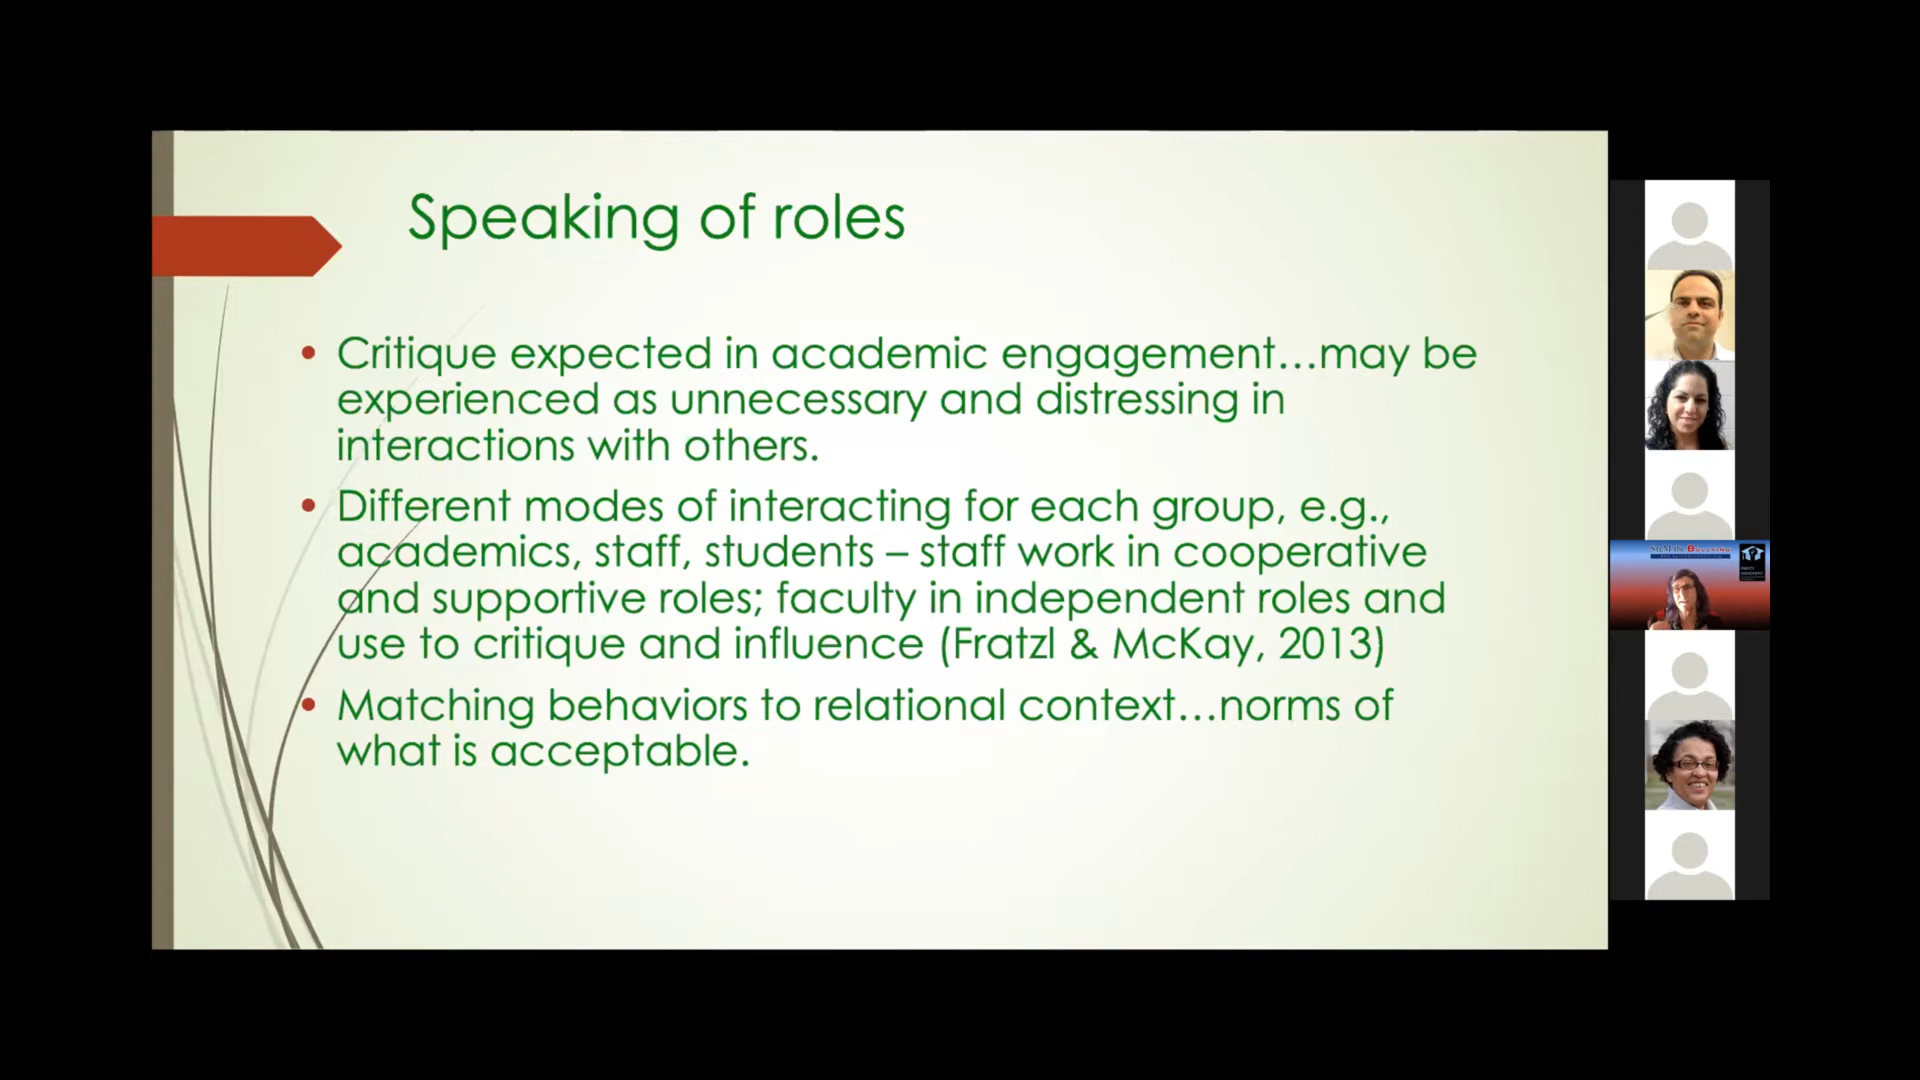 Speaking of roles
• Critique expected in academic engagement…may be
experienced as unnecessary and distressing in
interactions with others.
• Different modes of interacting for each group, e.g.,
academics, staff, students – staff work in cooperative
and supportive roles; faculty in independent roles and
use to critique and influence (Fratzl & McKay, 2013)
• Matching behaviors to relational context…norms of
what is acceptable.